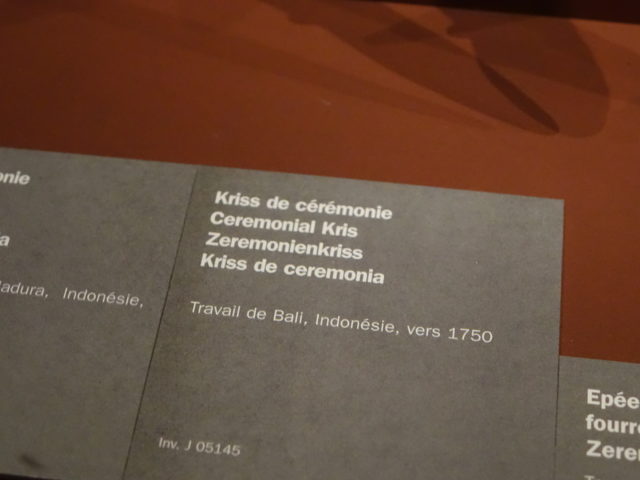 Kriss de cérémonie
Ceremonial Kris
Zeremonienkriss
Kriss de ceremonia
Travail de Bali, Indonésie, vers 1750
Inv. J 05145
Indonésie,
Epée